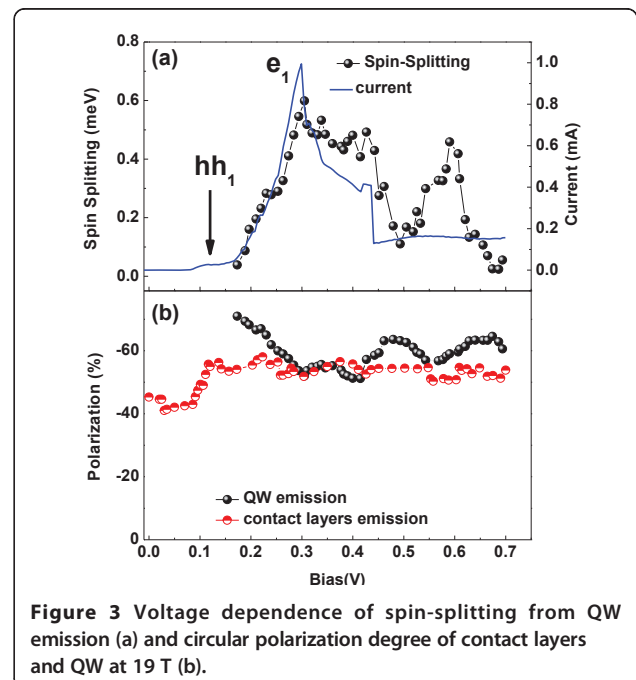 (a)
Spin-Splitting
current
e1
hh1
Spin Splitting (meV)
0.8
0.6
0.4
0.2
0.0
Current (mA)
1.0
0.8
0.6
0.4
0.2
0.0
(b)
Polarization (%)
-60
-40
-20
0
QW emission
contact layers emission
0.0 0.1 0.2 0.3 0.4 0.5 0.6 0.7
Bias(V)
Figure 3 Voltage dependence of spin-splitting from QW
emission (a) and circular polarization degree of contact layers
and QW at 19 T (b).